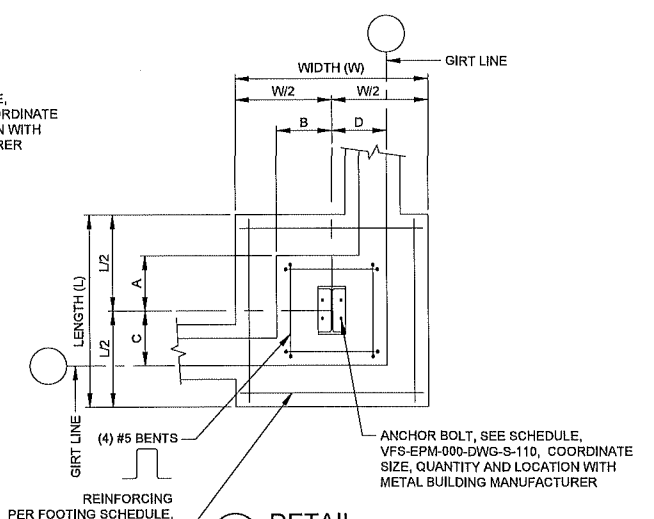 GIRT LINE
WIDTH (W)
W/2
W/2
E,
ORDINATE
N WITH
RER
B
D
LENGTH (L)
L/2
L/2
A
C
GIRT LINE
(4) #5 BENTS
ANCHOR BOLT, SEE SCHEDULE,
VFS-EPM-000-DWG-S-110, COORDINATE
SIZE, QUANTITY AND LOCATION WITH
METAL BUILDING MANUFACTURER
REINFORCING
PER FOOTING SCHEDULE,
DETAIL